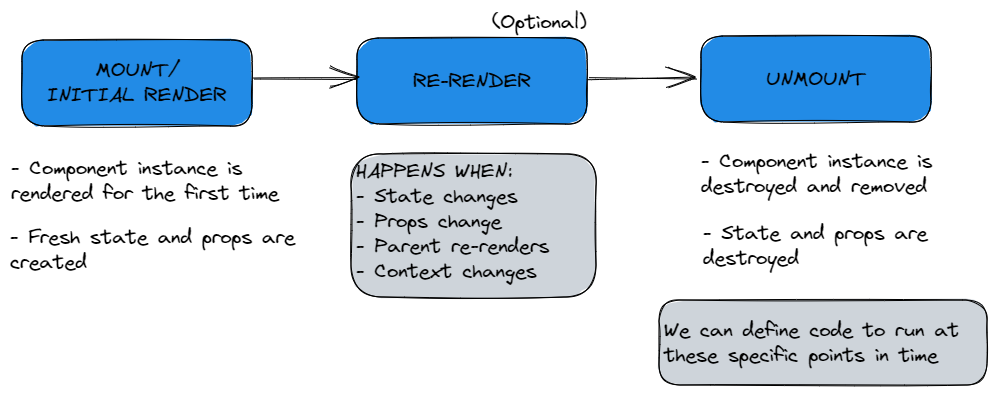 (Optional)
MOUNT/
INITIAL RENDER
RE-RENDER
UNMOUNT
- Component instance is
rendered for the first time
- Fresh state and props are
created
HAPPENS WHEN:
- State changes
- Props change
- Parent re-renders
- Context changes
- Component instance is
destroyed and removed
- State and props are
destroyed
We can define code to run at
these specific points in time